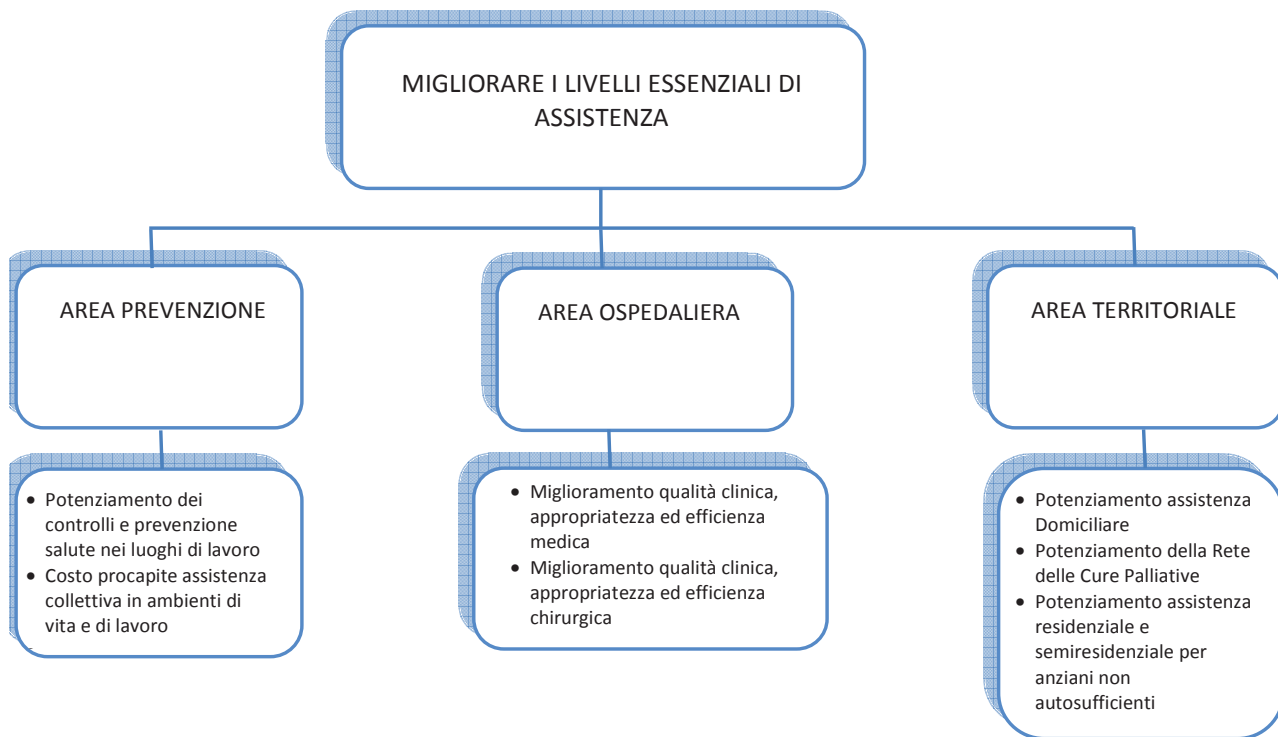 MIGLIORARE I LIVELLI ESSENZIALI DI
ASSISTENZA
AREA PREVENZIONE
AREA OSPEDALIERA
AREA TERRITORIALE
• Potenziamento dei
controlli e prevenzione
salute nei luoghi di lavoro
• Costo procapite assistenza
collettiva in ambienti di
vita e di lavoro
• Miglioramento qualità clinica,
appropriatezza ed efficienza
medica
• Miglioramento qualità clinica,
appropriatezza ed efficienza
chirurgica
• Potenziamento assistenza
Domiciliare
• Potenziamento della Rete
delle Cure Palliative
• Potenziamento assistenza
residenziale e
semiresidenziale per
anziani non
autosufficienti